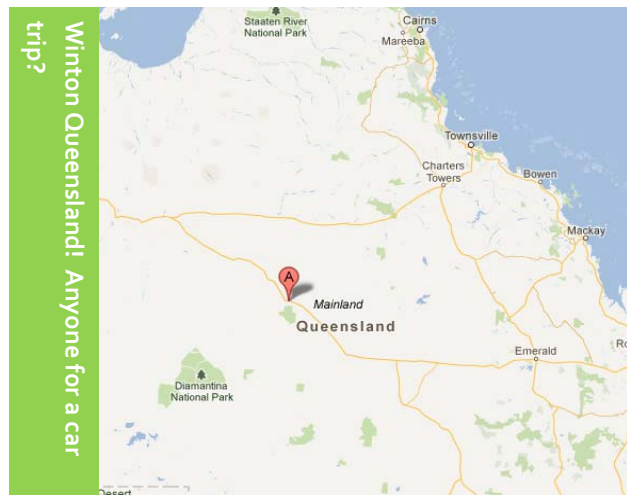 Winton Queensland!  Anyone for a car
trip?
Staaten River
National Park
Cairns
Mareeba
Townsville
Charters
Towers
Bowen
Mackay
A
Mainland
Queensland
Emerald
Ro
Diamantina
National Park
Desert